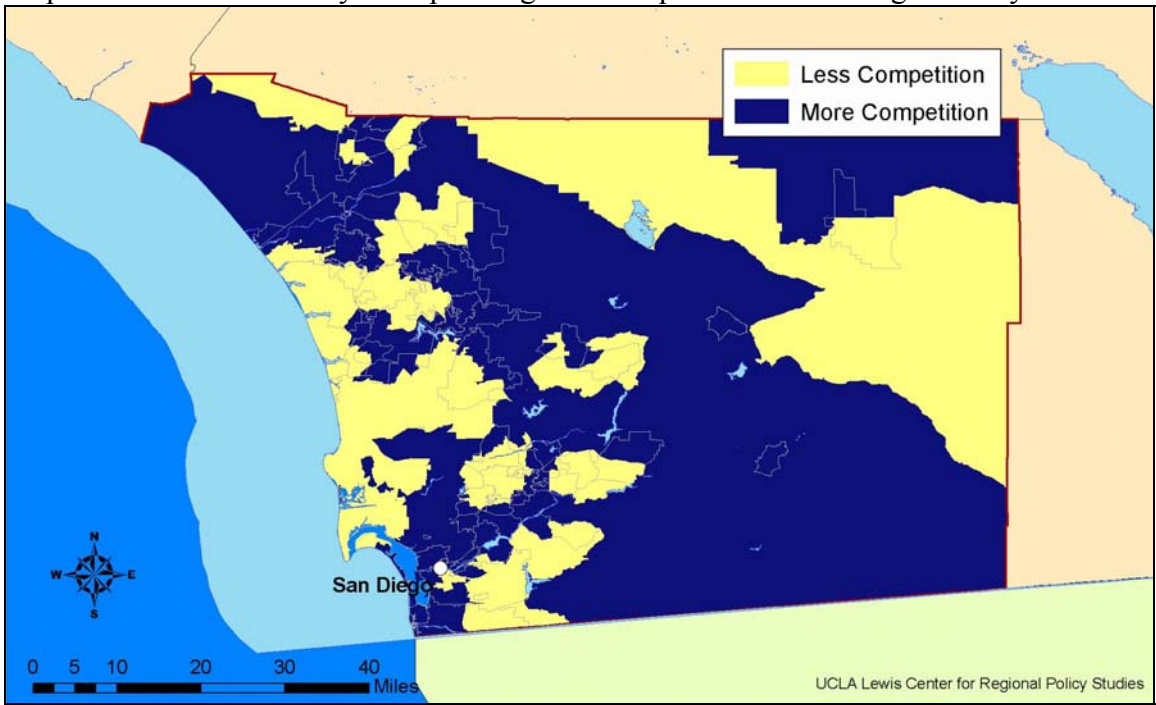 Less Competition
More Competition
N
W E
S
San Diego
0 5 10 20 30 40
Miles
UCLA Lewis Center for Regional Policy Studies